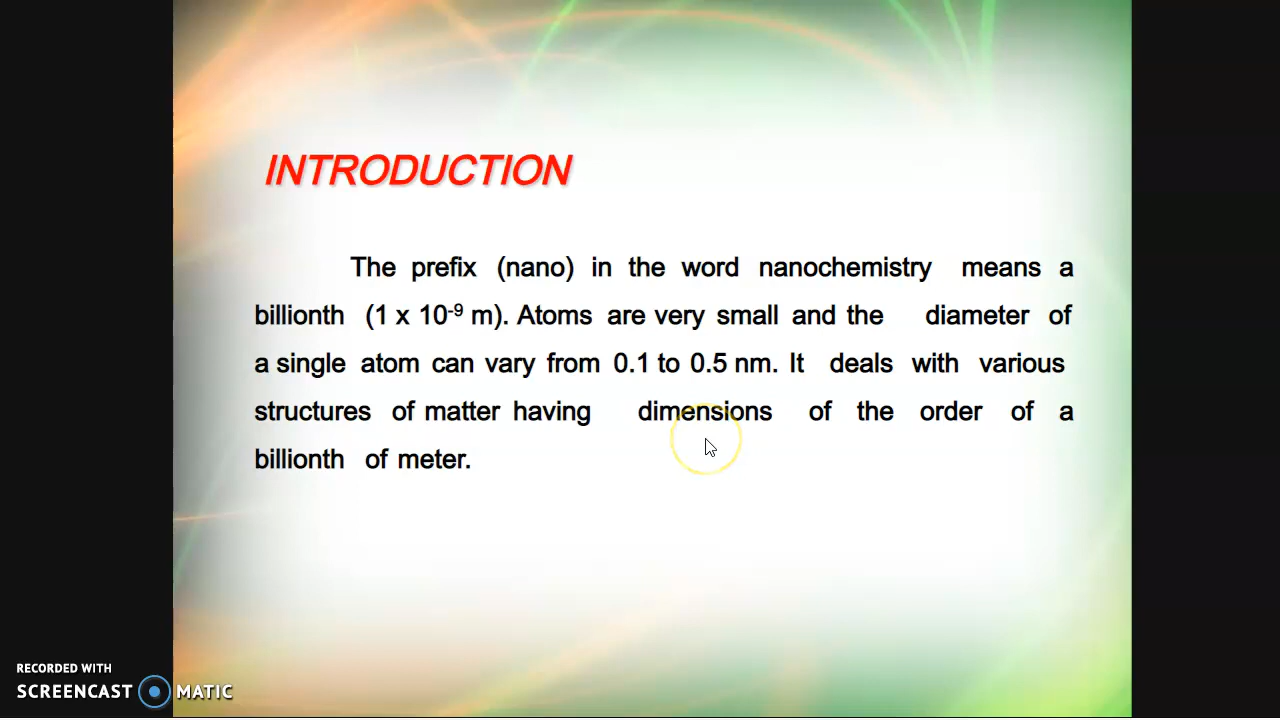 INTRODUCTION
The prefix (nano) in the word nanochemistry means a
billionth (1 x 10⁻⁹ m). Atoms are very small and the diameter of
a single atom can vary from 0.1 to 0.5 nm. It deals with various
structures of matter having dimensions of the order of a
billionth of meter.
RECORDED WITH
SCREENCAST MATIC